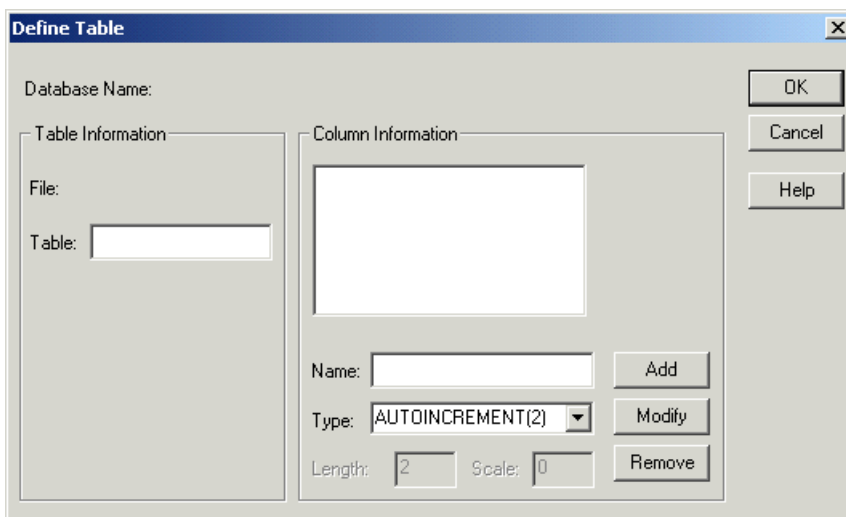 Define Table
Database Name:
OK
Cancel
Help
Table Information
File:
Table:
Column Information
Name:
Add
Type: AUTOINCREMENT(2)
Modify
Length: 2 Scale: 0
Remove